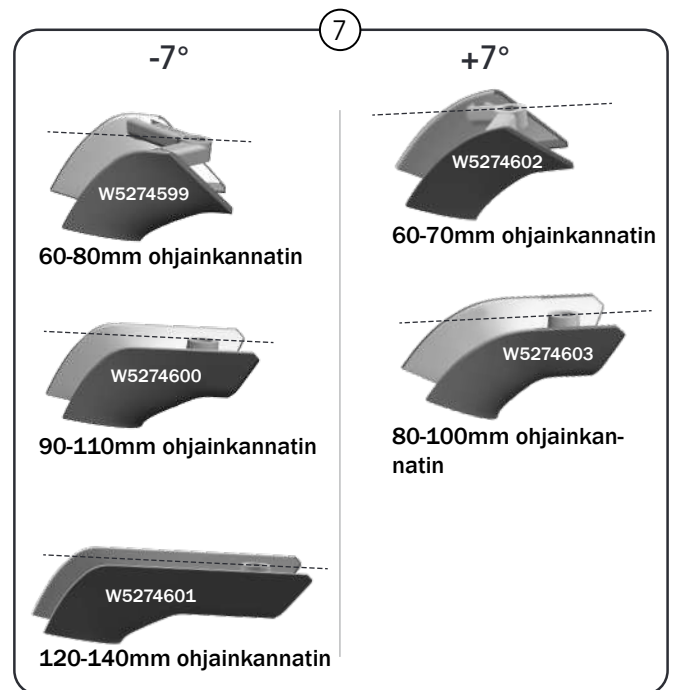 7
-7°
W5274599
60-80mm ohjainkannatin
W5274600
90-110mm ohjainkannatin
W5274601
120-140mm ohjainkannatin
+7°
W5274602
60-70mm ohjainkannatin
W5274603
80-100mm ohjainkan-
natin